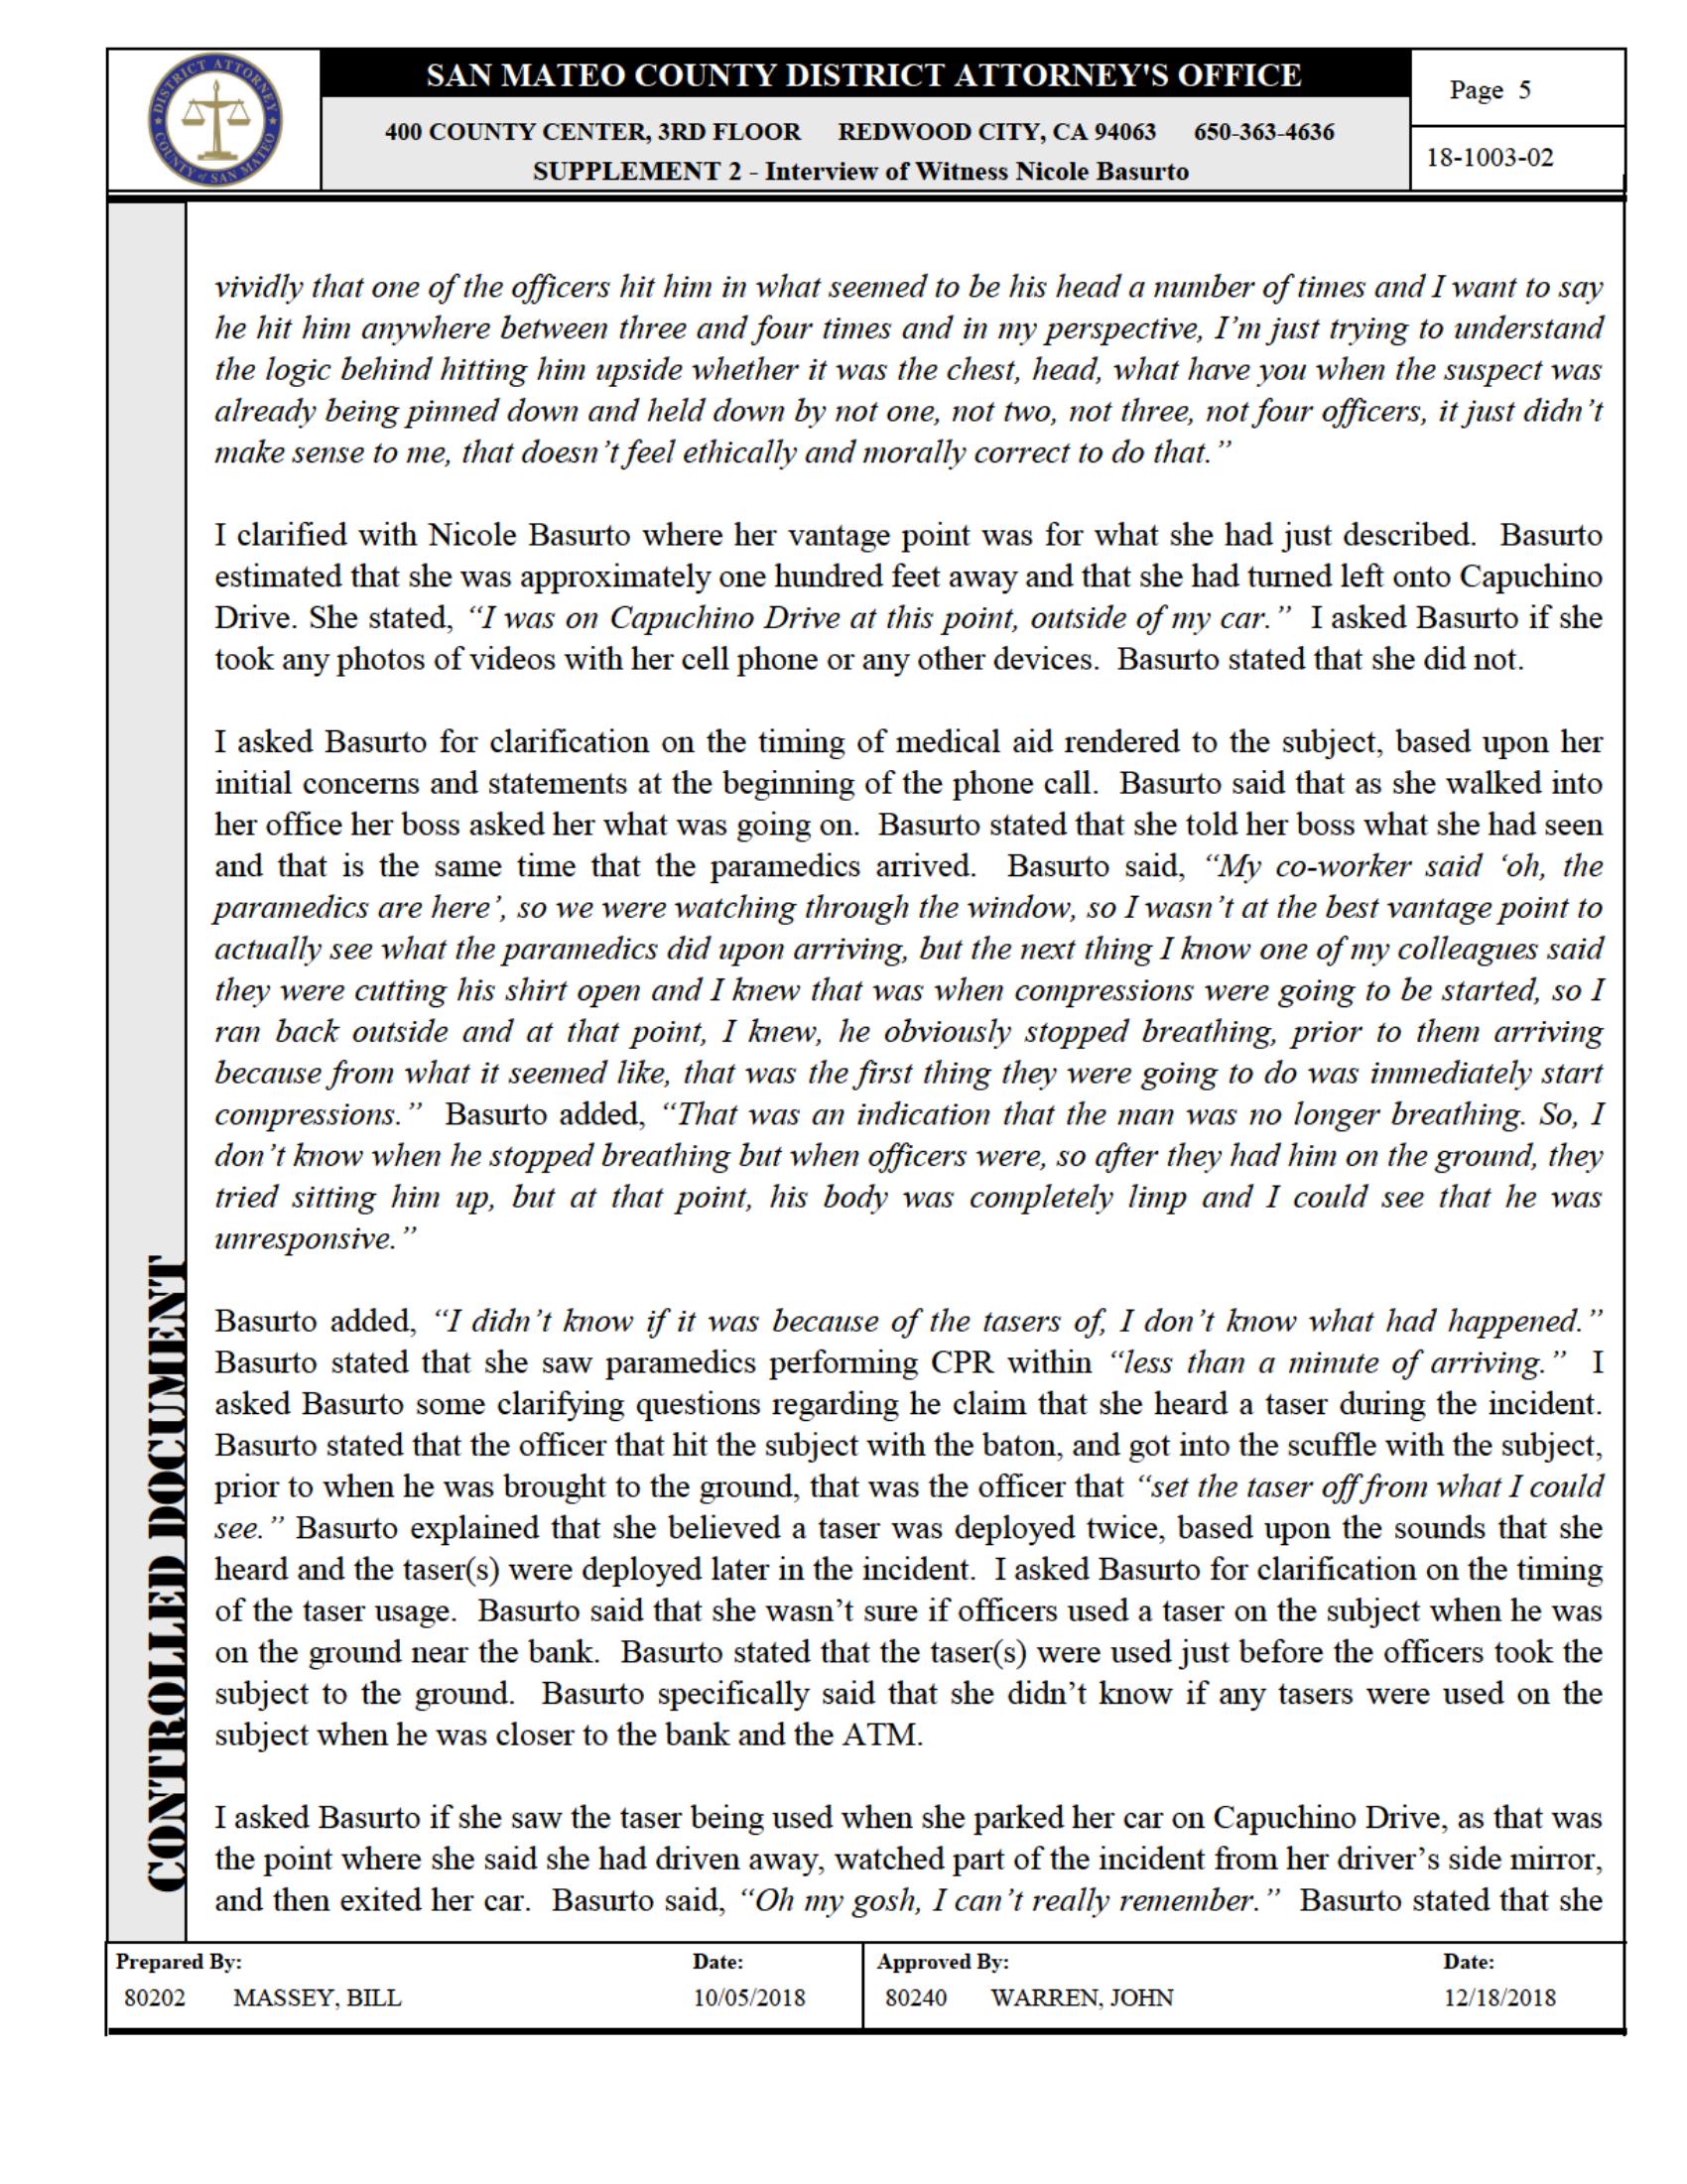 DISTRICT ATTORNEY
COUNTY of SAN MATEO
SAN MATEO COUNTY DISTRICT ATTORNEY'S OFFICE
400 COUNTY CENTER, 3RD FLOOR REDWOOD CITY, CA 94063 650-363-4636
SUPPLEMENT 2 - Interview of Witness Nicole Basurto
Page 5
18-1003-02
vividly that one of the officers hit him in what seemed to be his head a number of times and I want to say
he hit him anywhere between three and four times and in my perspective, I’m just trying to understand
the logic behind hitting him upside whether it was the chest, head, what have you when the suspect was
already being pinned down and held down by not one, not two, not three, not four officers, it just didn’t
make sense to me, that doesn’t feel ethically and morally correct to do that.”
I clarified with Nicole Basurto where her vantage point was for what she had just described. Basurto
estimated that she was approximately one hundred feet away and that she had turned left onto Capuchino
Drive. She stated, “I was on Capuchino Drive at this point, outside of my car.” I asked Basurto if she
took any photos of videos with her cell phone or any other devices. Basurto stated that she did not.
I asked Basurto for clarification on the timing of medical aid rendered to the subject, based upon her
initial concerns and statements at the beginning of the phone call. Basurto said that as she walked into
her office her boss asked her what was going on. Basurto stated that she told her boss what she had seen
and that is the same time that the paramedics arrived. Basurto said, “My co-worker said ‘oh, the
paramedics are here’, so we were watching through the window, so I wasn’t at the best vantage point to
actually see what the paramedics did upon arriving, but the next thing I know one of my colleagues said
they were cutting his shirt open and I knew that was when compressions were going to be started, so I
ran back outside and at that point, I knew, he obviously stopped breathing, prior to them arriving
because from what it seemed like, that was the first thing they were going to do was immediately start
compressions.” Basurto added, “That was an indication that the man was no longer breathing. So, I
don’t know when he stopped breathing but when officers were, so after they had him on the ground, they
tried sitting him up, but at that point, his body was completely limp and I could see that he was
unresponsive.”
Basurto added, “I didn’t know if it was because of the tasers of, I don’t know what had happened.”
Basurto stated that she saw paramedics performing CPR within “less than a minute of arriving.” I
asked Basurto some clarifying questions regarding he claim that she heard a taser during the incident.
Basurto stated that the officer that hit the subject with the baton, and got into the scuffle with the subject,
prior to when he was brought to the ground, that was the officer that “set the taser off from what I could
see.” Basurto explained that she believed a taser was deployed twice, based upon the sounds that she
heard and the taser(s) were deployed later in the incident. I asked Basurto for clarification on the timing
of the taser usage. Basurto said that she wasn’t sure if officers used a taser on the subject when he was
on the ground near the bank. Basurto stated that the taser(s) were used just before the officers took the
subject to the ground. Basurto specifically said that she didn’t know if any tasers were used on the
subject when he was closer to the bank and the ATM.
I asked Basurto if she saw the taser being used when she parked her car on Capuchino Drive, as that was
the point where she said she had driven away, watched part of the incident from her driver’s side mirror,
and then exited her car. Basurto said, “Oh my gosh, I can’t really remember.” Basurto stated that she
CONTROLLED DOCUMENT
Prepared By: Date: Approved By: Date:
80202 MASSEY, BILL 10/05/2018 80240 WARREN, JOHN 12/18/2018